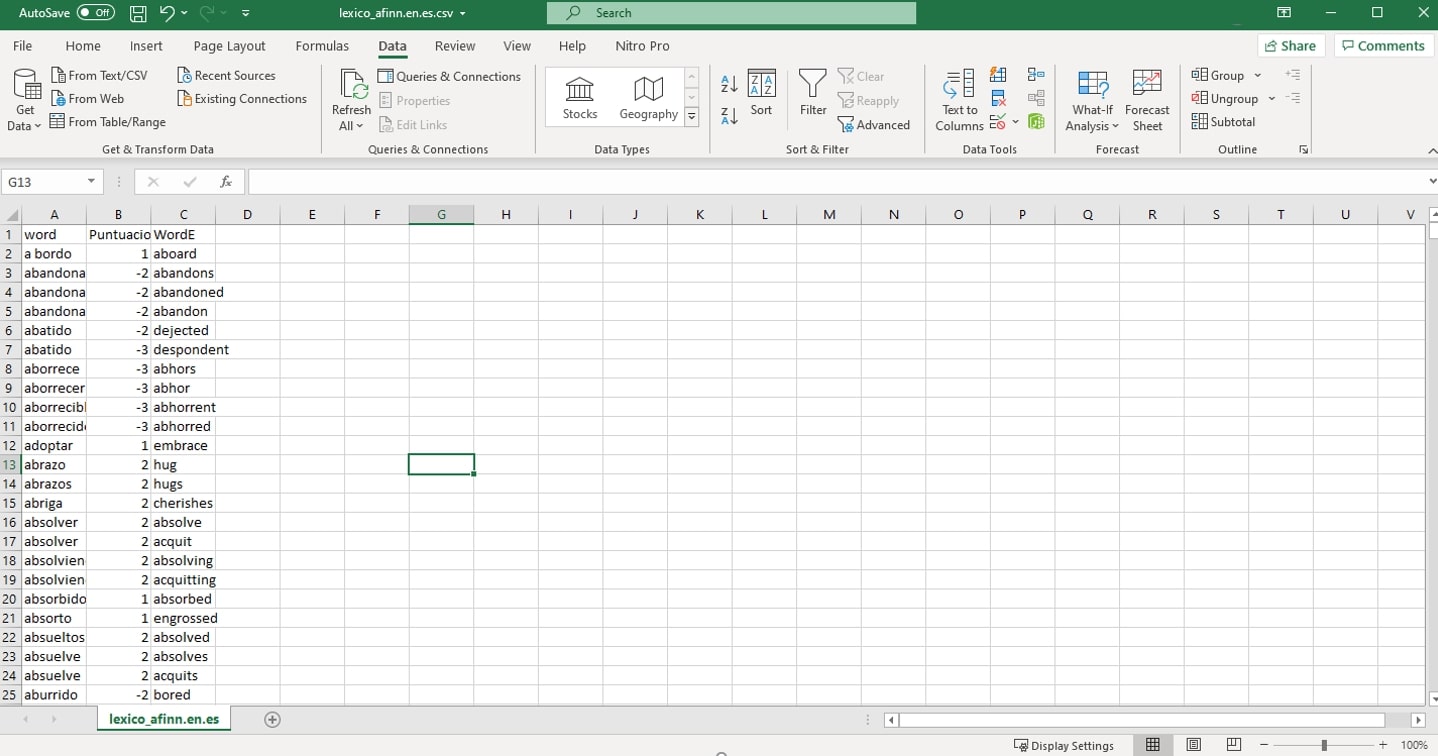 AutoSave Off lexico_afinn.en.es.csv Search
File Home Insert Page Layout Formulas Data Review View Help Nitro Pro Share Comments
Get Data
From Text/CSV
From Web
From Table/Range
Recent Sources
Existing Connections
Get & Transform Data
Refresh All
Queries & Connections
Properties
Edit Links
Queries & Connections
Stocks Geography
Data Types
Sort
Filter
Clear
Reapply
Advanced
Sort & Filter
Text to Columns
Data Tools
What-If Analysis
Forecast Sheet
Forecast
Group
Ungroup
Subtotal
Outline
G13 fx
A B C D E F G H I J K L M N O P Q R S T U V
1 word Puntuacio WordE
2 a bordo 1 aboard
3 abandona -2 abandons
4 abandona -2 abandoned
5 abandona -2 abandon
6 abatido -2 dejected
7 abatido -3 despondent
8 aborrece -3 abhors
9 aborrecer -3 abhor
10 aborrecibl -3 abhorrent
11 aborrecido -3 abhorred
12 adoptar 1 embrace
13 abrazo 2 hug
14 abrazos 2 hugs
15 abriga 2 cherishes
16 absolver 2 absolve
17 absolver 2 acquit
18 absolvien 2 absolving
19 absolvien 2 acquitting
20 absorbido 1 absorbed
21 absorto 1 engrossed
22 absueltos 2 absolved
23 absuelve 2 absolves
24 absuelve 2 acquits
25 aburrido -2 bored
lexico_afinn.en.es
Display Settings 100%